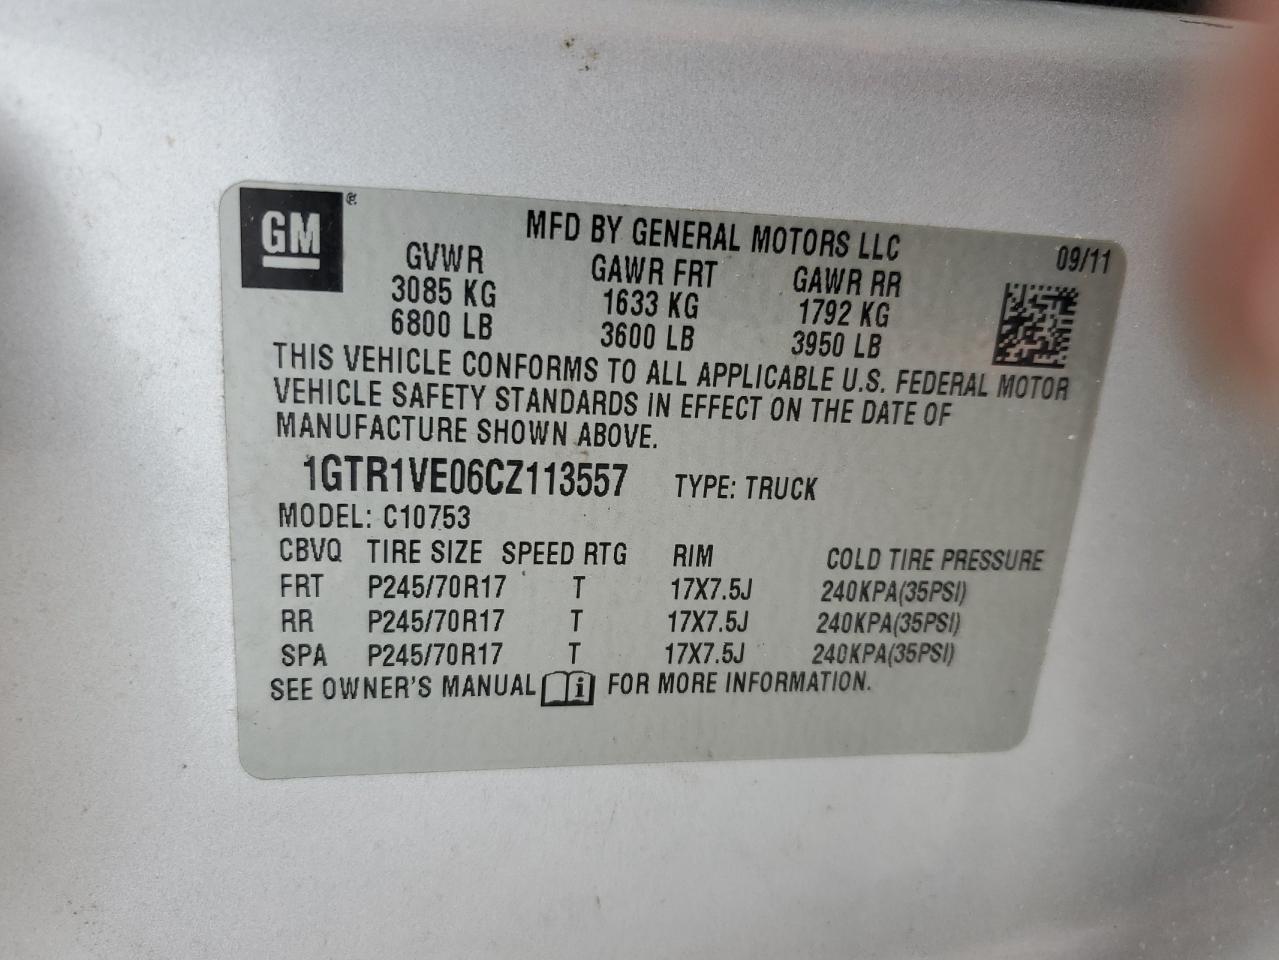 GM®
MFD BY GENERAL MOTORS LLC 09/11
GVWR GAWR FRT GAWR RR
3085 KG 1633 KG 1792 KG
6800 LB 3600 LB 3950 LB
THIS VEHICLE CONFORMS TO ALL APPLICABLE U.S. FEDERAL MOTOR
VEHICLE SAFETY STANDARDS IN EFFECT ON THE DATE OF
MANUFACTURE SHOWN ABOVE.
1GTR1VE06CZ113557 TYPE: TRUCK
MODEL: C10753
CBVQ TIRE SIZE SPEED RTG RIM COLD TIRE PRESSURE
FRT P245/70R17 T 17X7.5J 240KPA(35PSI)
RR P245/70R17 T 17X7.5J 240KPA(35PSI)
SPA P245/70R17 T 17X7.5J 240KPA(35PSI)
SEE OWNER'S MANUAL i FOR MORE INFORMATION.